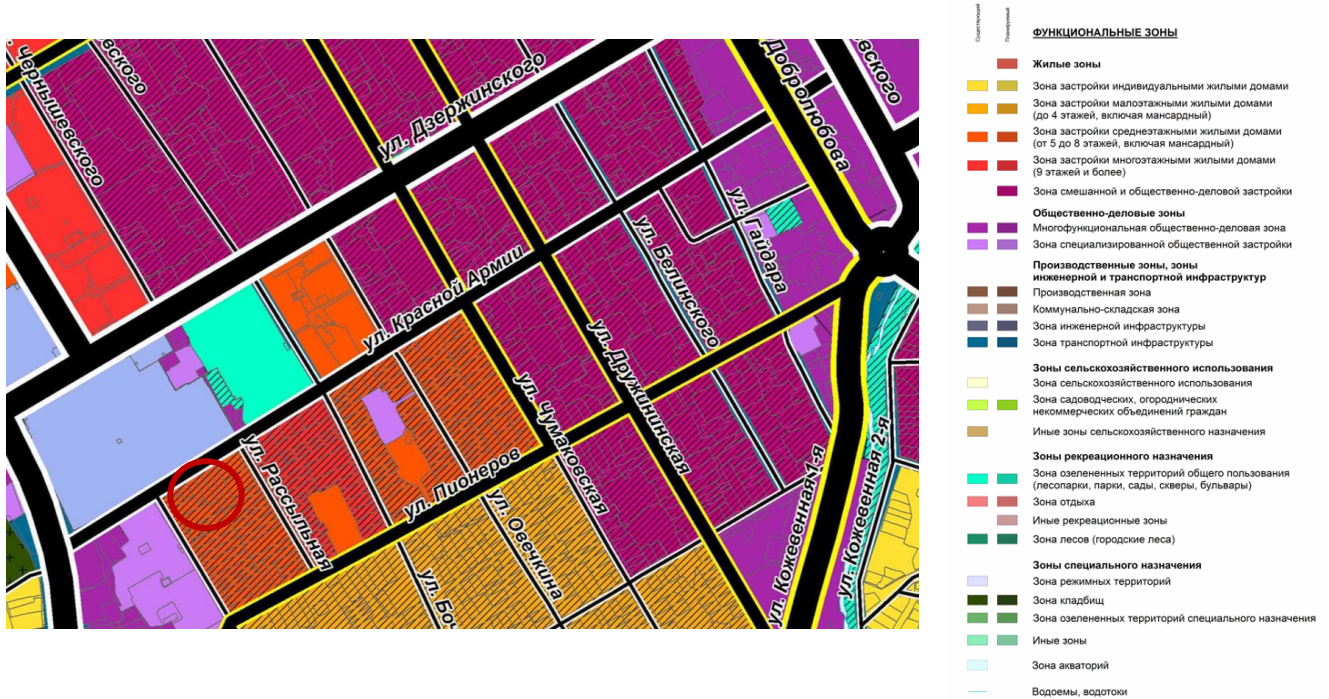 Чернышевского
вского
ул. Дзержинского
Добролюбова
вского
ул. Гайдара
ул. Белинского
ул. Красной Армии
ул. Дружининская
ул. Чумаковская
ул. Рассыльная
ул. Пионеров
ул. Овечкина
ул. Боч
ул. Кожевенная 1-я
ул. Кожевенная 2-я
Существующий
Планируемый
ФУНКЦИОНАЛЬНЫЕ ЗОНЫ
Жилые зоны
Зона застройки индивидуальными жилыми домами
Зона застройки малоэтажными жилыми домами
(до 4 этажей, включая мансардный)
Зона застройки среднеэтажными жилыми домами
(от 5 до 8 этажей, включая мансардный)
Зона застройки многоэтажными жилыми домами
(9 этажей и более)
Зона смешанной и общественно-деловой застройки
Общественно-деловые зоны
Многофункциональная общественно-деловая зона
Зона специализированной общественной застройки
Производственные зоны, зоны
инженерной и транспортной инфраструктур
Производственная зона
Коммунально-складская зона
Зона инженерной инфраструктуры
Зона транспортной инфраструктуры
Зоны сельскохозяйственного использования
Зона сельскохозяйственного использования
Зона садоводческих, огороднических
некоммерческих объединений граждан
Иные зоны сельскохозяйственного назначения
Зоны рекреационного назначения
Зона озелененных территорий общего пользования
(лесопарки, парки, сады, скверы, бульвары)
Зона отдыха
Иные рекреационные зоны
Зона лесов (городские леса)
Зоны специального назначения
Зона режимных территорий
Зона кладбищ
Зона озелененных территорий специального назначения
Иные зоны
Зона акваторий
Водоемы, водотоки